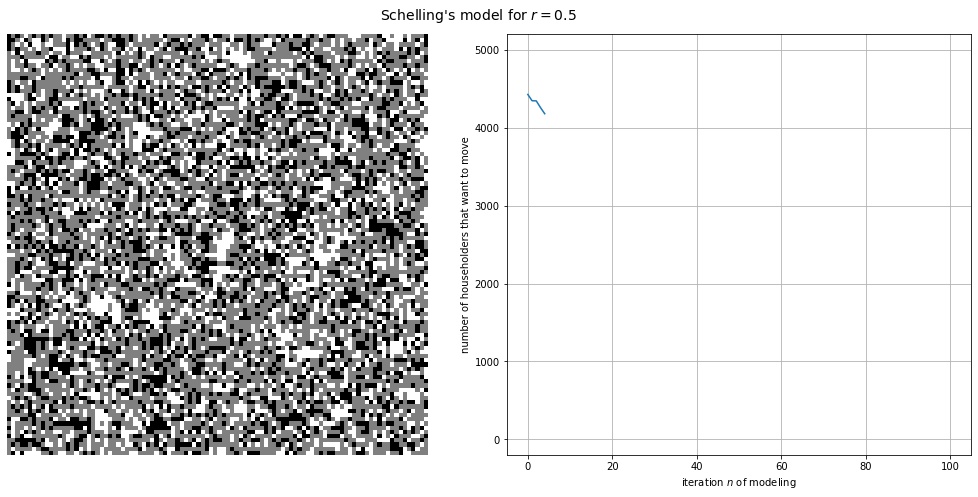 Schelling's model for r = 0.5
number of householders that want to move
5000
4000
3000
2000
1000
0
0 20 40 60 80 100
iteration n of modeling